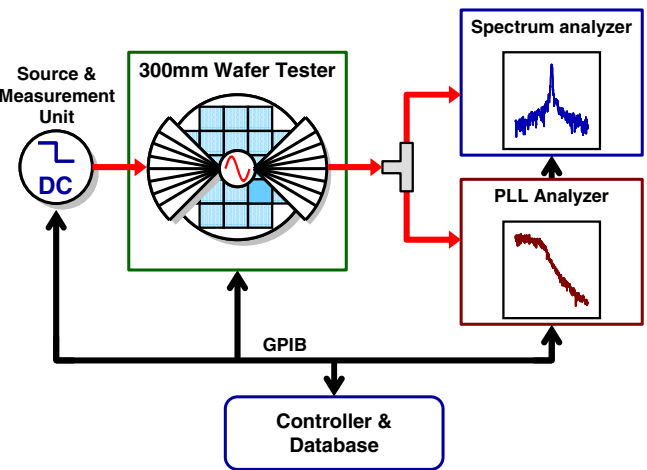 Spectrum analyzer
300mm Wafer Tester
Source &
Measurement
Unit
DC
PLL Analyzer
GPIB
Controller &
Database